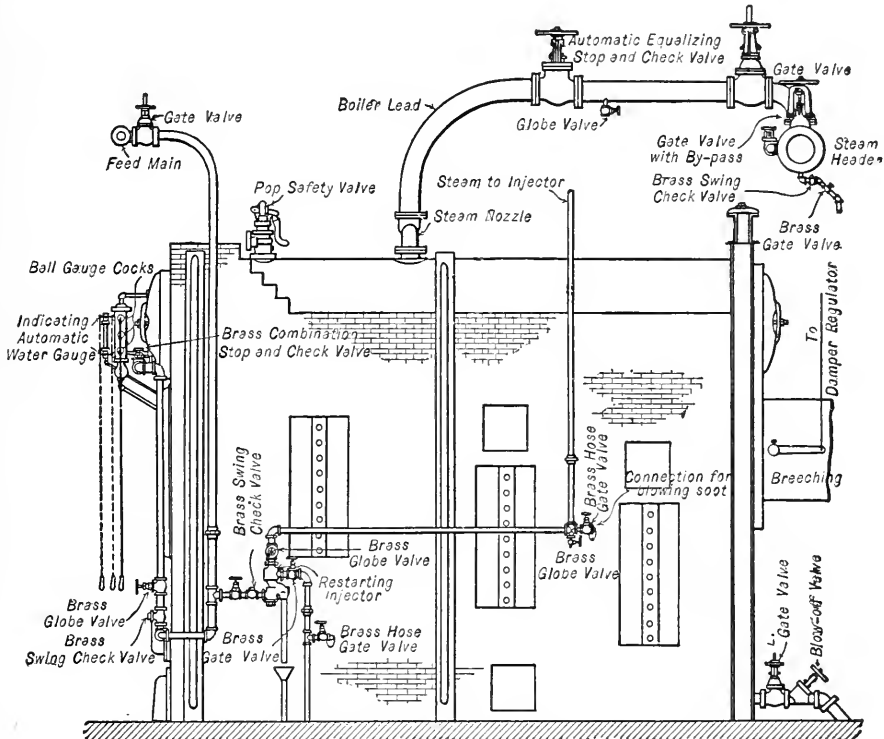 Automatic Equalizing
Stop and Check Valve
Gate Valve
Gate Valve
Boiler Lead
Globe Valve
Feed Main
Gate Valve
with By-pass
Steam
Header
Pop Safety Valve
Steam to Injector
Brass Swing
Check Valve
Steam Nozzle
Brass
Gate Valve
Ball Gauge Cocks
Indicating
Automatic
Water Gauge
Brass Combination
Stop and Check Valve
To
Damper Regulator
Brass Swing
Check Valve
Brass Hose
Gate Valve
Connection for
blowing soot
Breeching
Brass
Globe Valve
Brass
Globe Valve
Restarting
Injector
Brass
Globe Valve
Brass
Swing Check Valve
Brass
Gate Valve
Brass Hose
Gate Valve
Gate Valve
Blow-off Valve